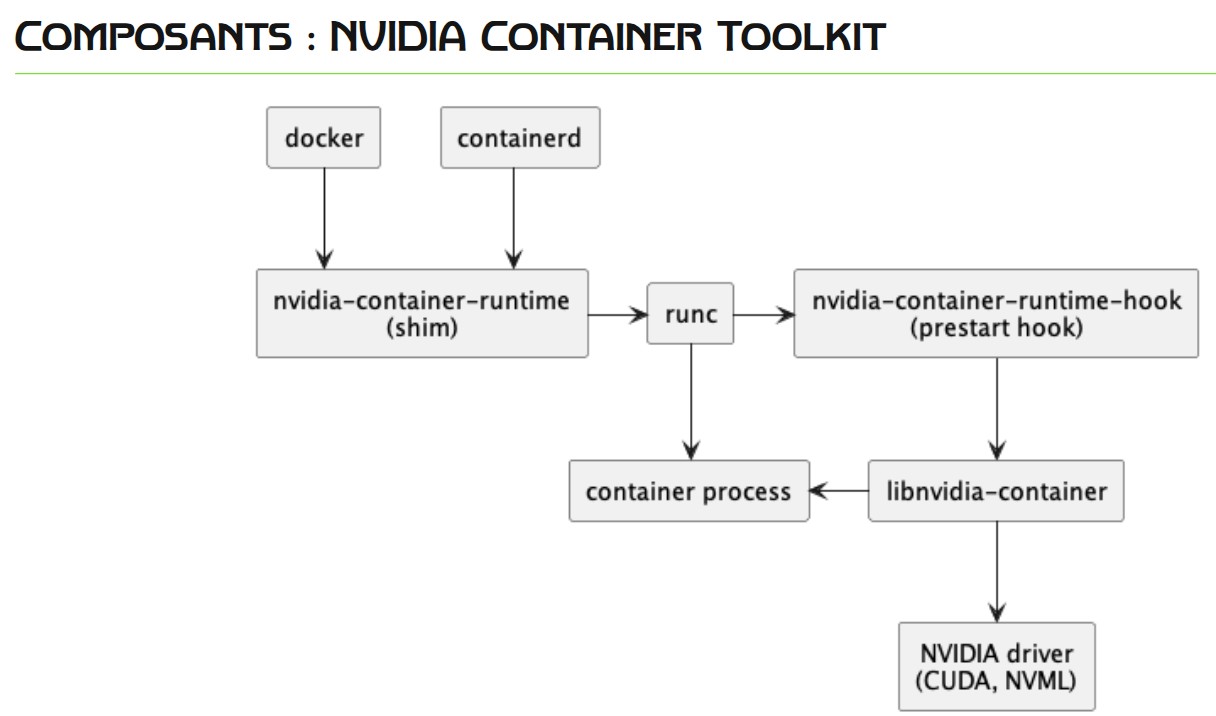 COMPOSANTS : NVIDIA CONTAINER TOOLKIT
docker
containerd
nvidia-container-runtime
(shim)
runc
nvidia-container-runtime-hook
(prestart hook)
container process
libnvidia-container
NVIDIA driver
(CUDA, NVML)